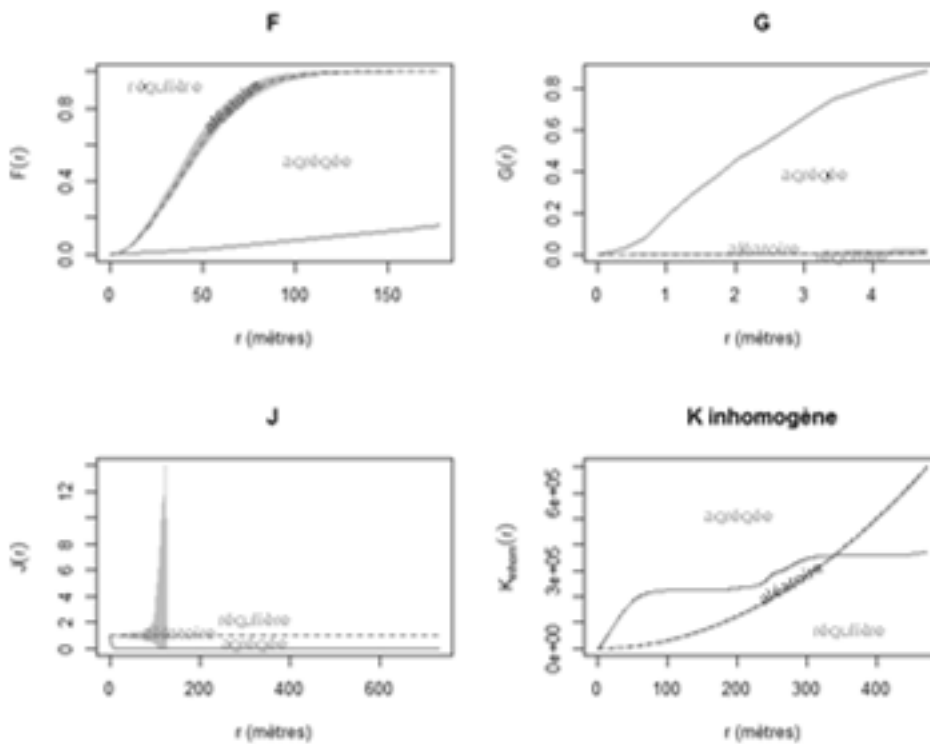 F
F(r)
0.0 0.4 0.8
régulière
agrégée
0 50 100 150
r (mètres)
G
G(r)
0.0 0.2 0.4 0.6 0.8
agrégée
aléatoire
régulière
0 1 2 3 4
r (mètres)
J
J(r)
0 2 4 8 12
régulière
aléatoire
agrégée
0 200 400 600
r (mètres)
K inhomogène
Kinhom(r)
0e+00 3e+05 6e+05
agrégée
aléatoire
régulière
0 100 200 300 400
r (mètres)